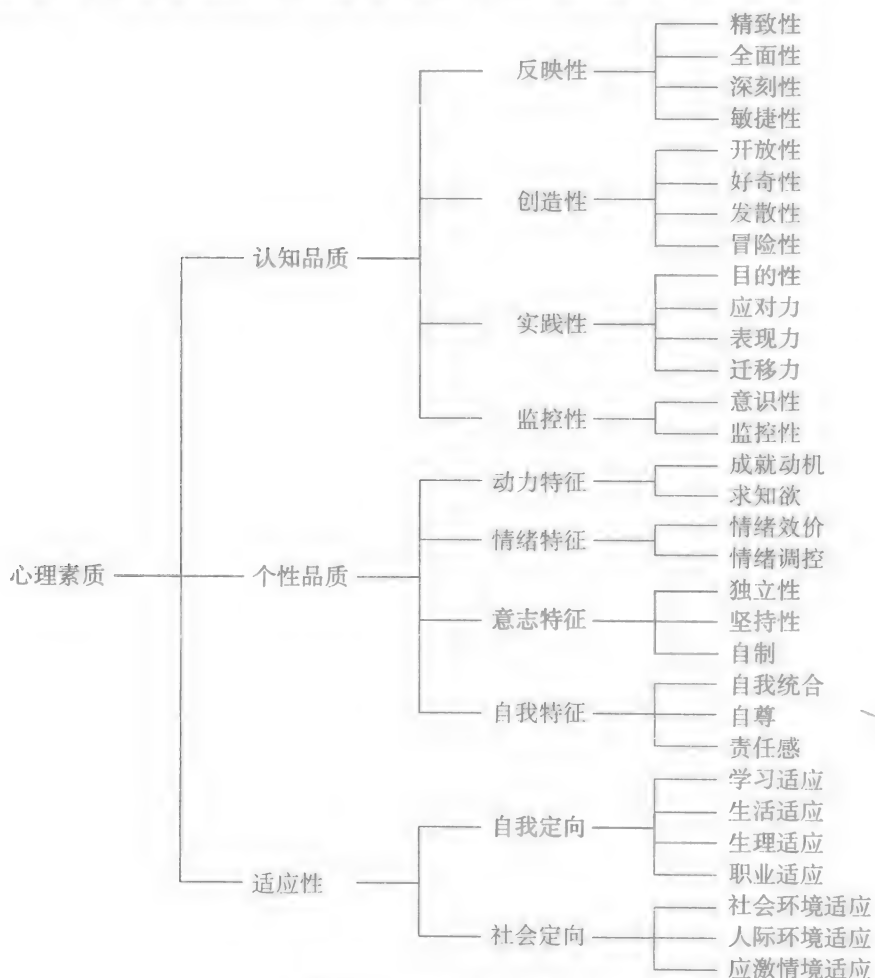 精致性
全面性
反映性
深刻性
敏捷性
开放性
好奇性
创造性
发散性
冒险性
认知品质
目的性
应对力
实践性
表现力
迁移力
意识性
监控性
监控性
成就动机
动力特征
求知欲
情绪效价
情绪特征
情绪调控
心理素质
个性品质
独立性
意志特征
坚持性
自制
自我统合
自我特征
自尊
责任感
学习适应
生活适应
自我定向
生理适应
职业适应
适应性
社会环境适应
社会定向
人际环境适应
应激情境适应